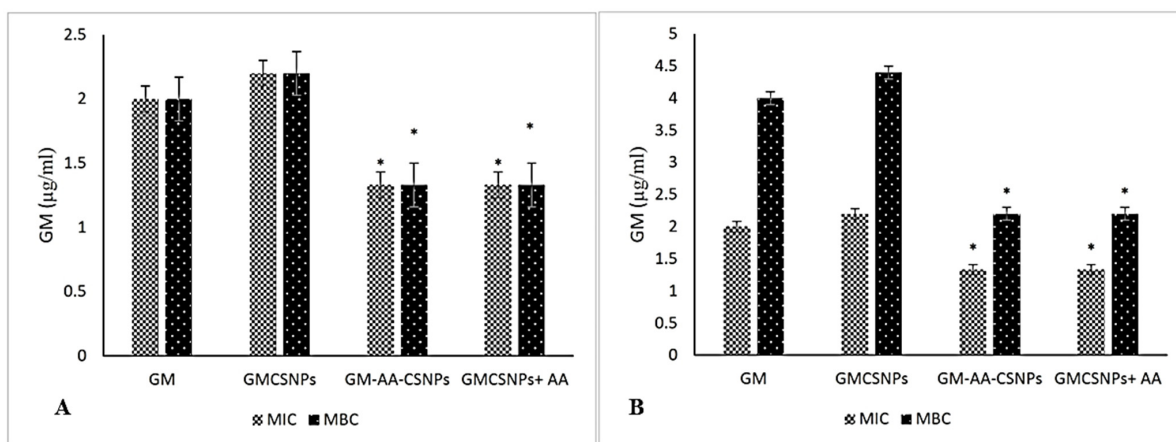 2.5
2
1.5
1
0.5
0
GM (µg/ml)
*
*
*
*
GM
GMCSNPs
GM-AA-CSNPs
GMCSNPs+ AA
A
MIC
MBC
5
4.5
4
3.5
3
2.5
2
1.5
1
0.5
0
GM (µg/ml)
*
*
*
*
GM
GMCSNPs
GM-AA-CSNPs
GMCSNPs+ AA
B
MIC
MBC